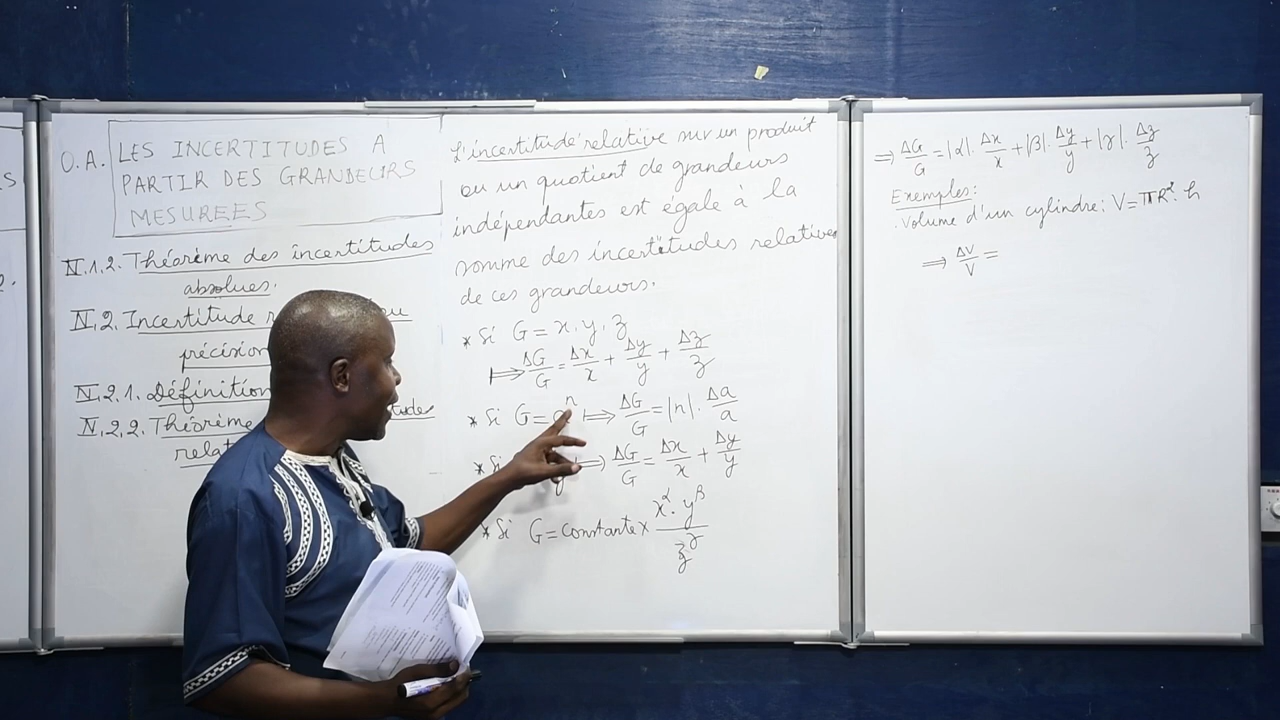 S
O.A. LES INCERTITUDES A
PARTIR DES GRANDEURS
MESUREES
IV.1.2. Théorème des incertitudes
absolues.
IV.2. Incertitude
précision
IV.2.1. Définition
IV.2.2. Théorème
L'incertitude relative sur un produit
ou un quotient de grandeurs
indépendantes est égale à la
somme des incertitudes relatives
de ces grandeurs.
* Si G = x.y.z
⟹ ΔG/G = Δx/x + Δy/y + Δz/z
* Si G = aⁿ ⟹ ΔG/G = |n|. Δa/a
* Si ⟹ ΔG/G = Δx/x + Δy/y
* Si G = constante × x^α. y^β / z^γ
⟹ ΔG/G = |α|. Δx/x + |β|. Δy/y + |γ|. Δz/z
Exemples:
. Volume d'un cylindre: V = πR². h
⟹ ΔV/V =